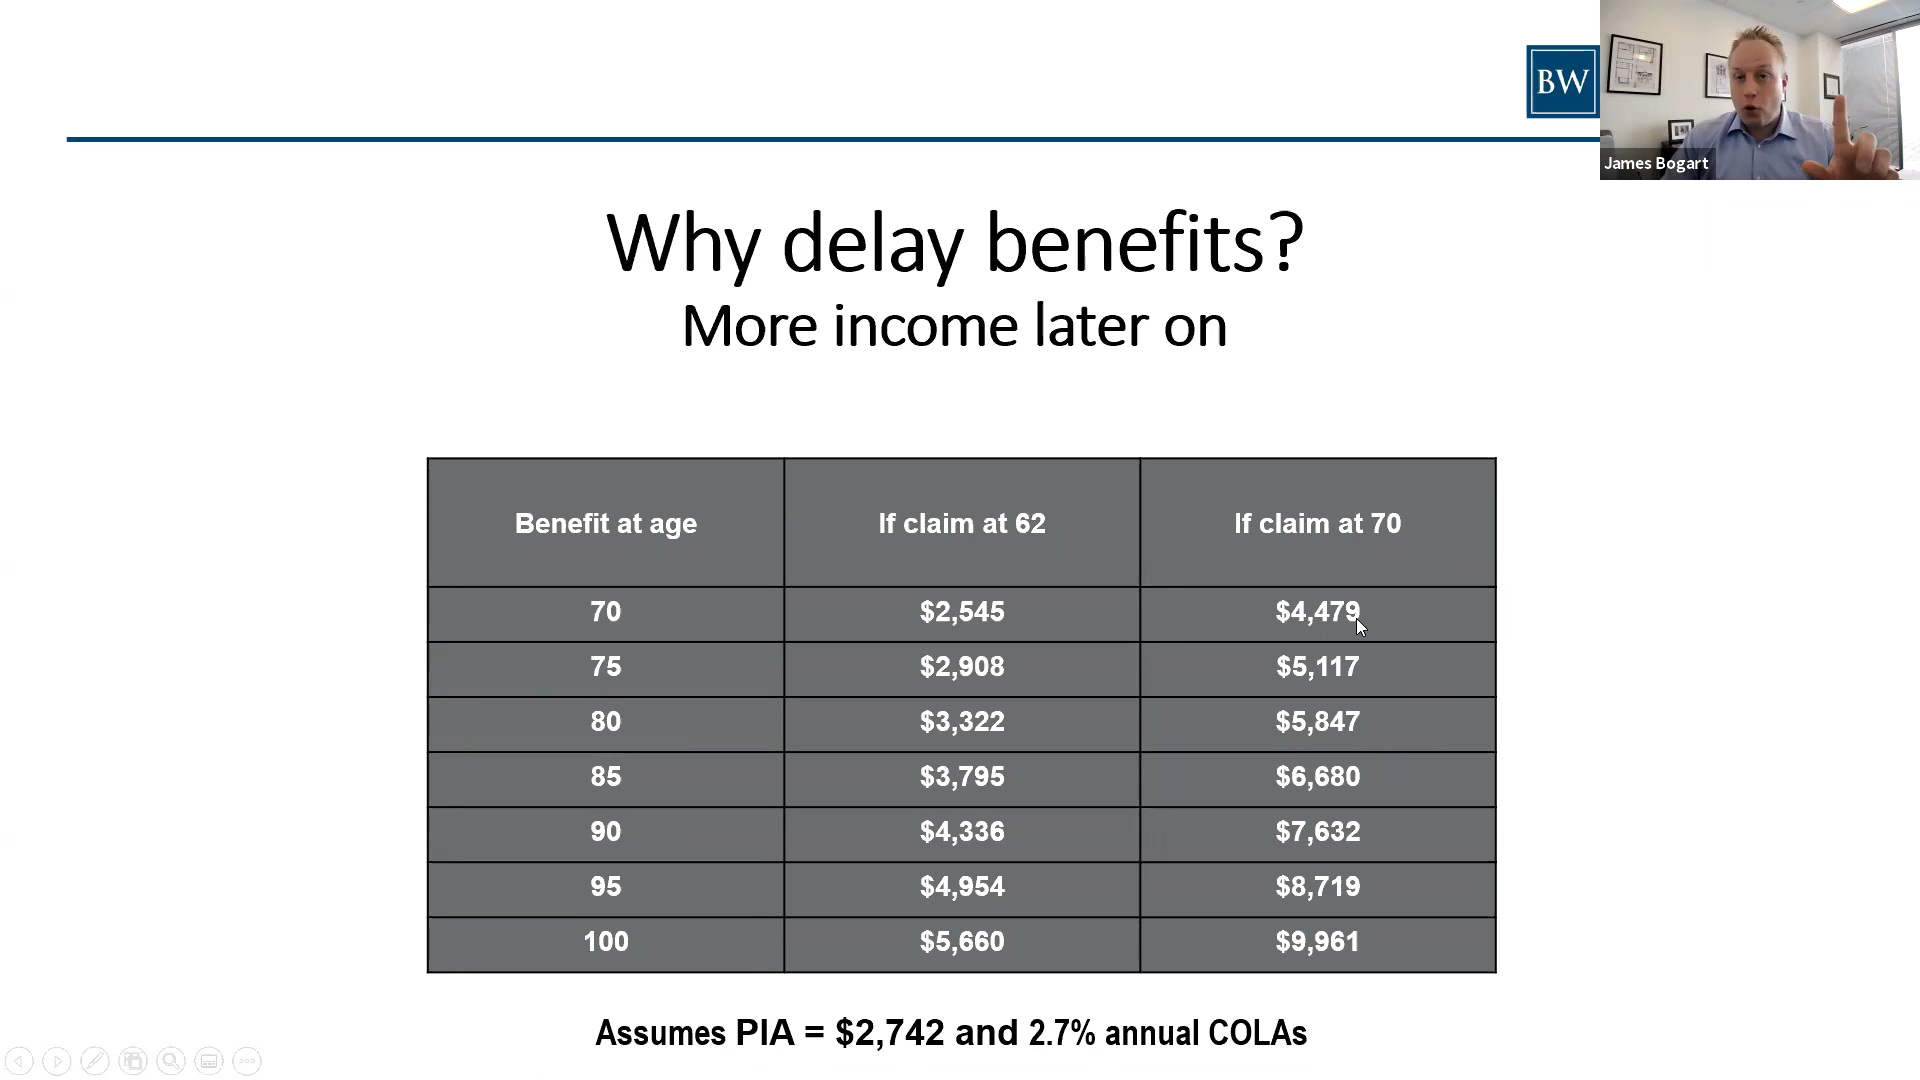 BW
James Bogart
Why delay benefits?
More income later on
Benefit at age If claim at 62 If claim at 70
70 $2,545 $4,479
75 $2,908 $5,117
80 $3,322 $5,847
85 $3,795 $6,680
90 $4,336 $7,632
95 $4,954 $8,719
100 $5,660 $9,961
Assumes PIA = $2,742 and 2.7% annual COLAs